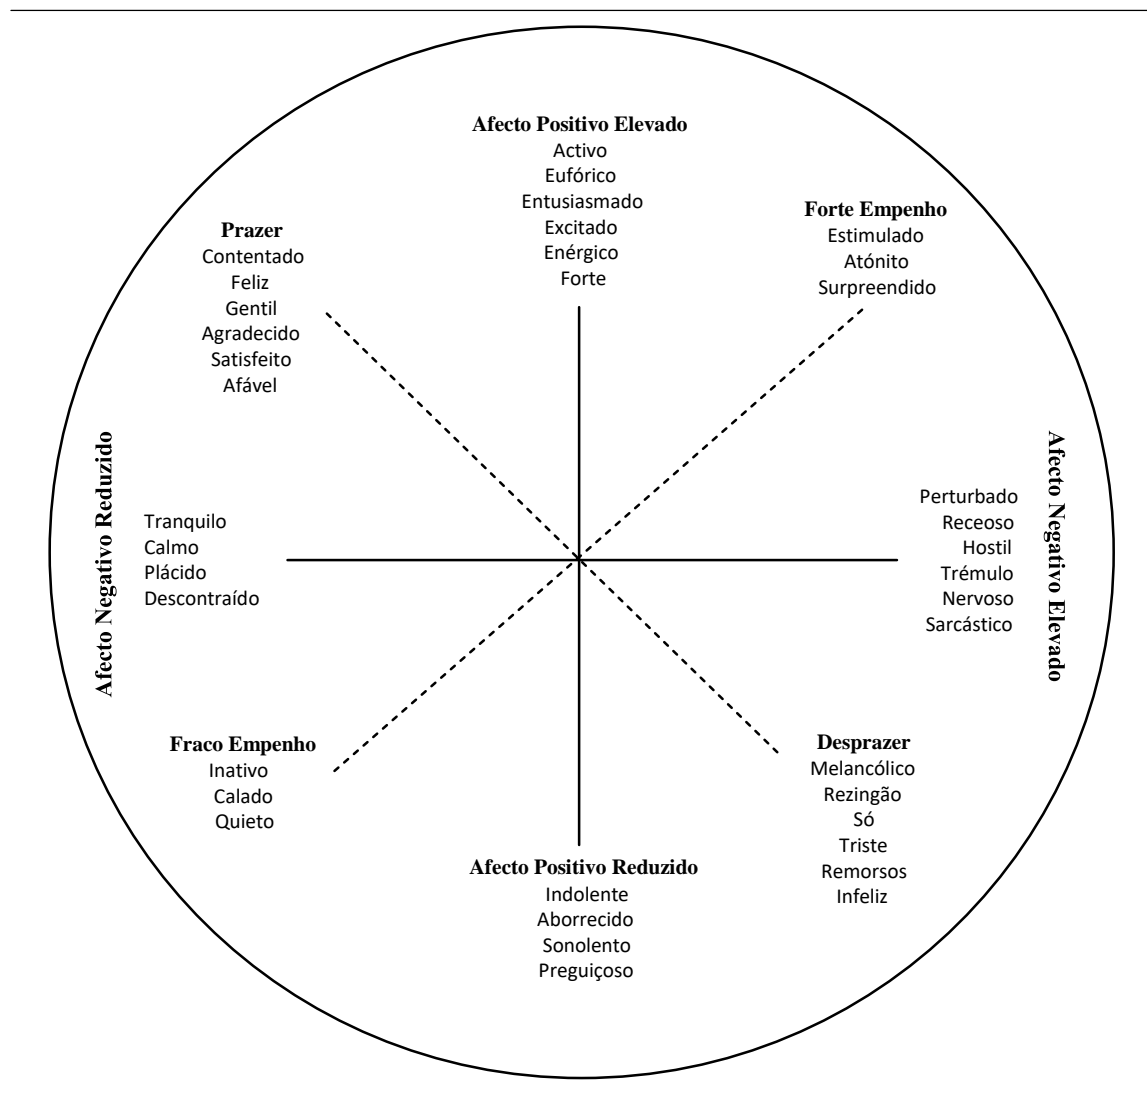 Afecto Positivo Elevado
Activo
Eufórico
Entusiasmado
Excitado
Enérgico
Forte
Forte Empenho
Estimulado
Atónito
Surpreendido
Prazer
Contentado
Feliz
Gentil
Agradecido
Satisfeito
Afável
Afecto Negativo Reduzido
Tranquilo
Calmo
Plácido
Descontraído
Afecto Negativo Elevado
Perturbado
Receoso
Hostil
Trémulo
Nervoso
Sarcástico
Fraco Empenho
Inativo
Calado
Quieto
Desprazer
Melancólico
Rezingão
Só
Triste
Remorsos
Infeliz
Afecto Positivo Reduzido
Indolente
Aborrecido
Sonolento
Preguiçoso